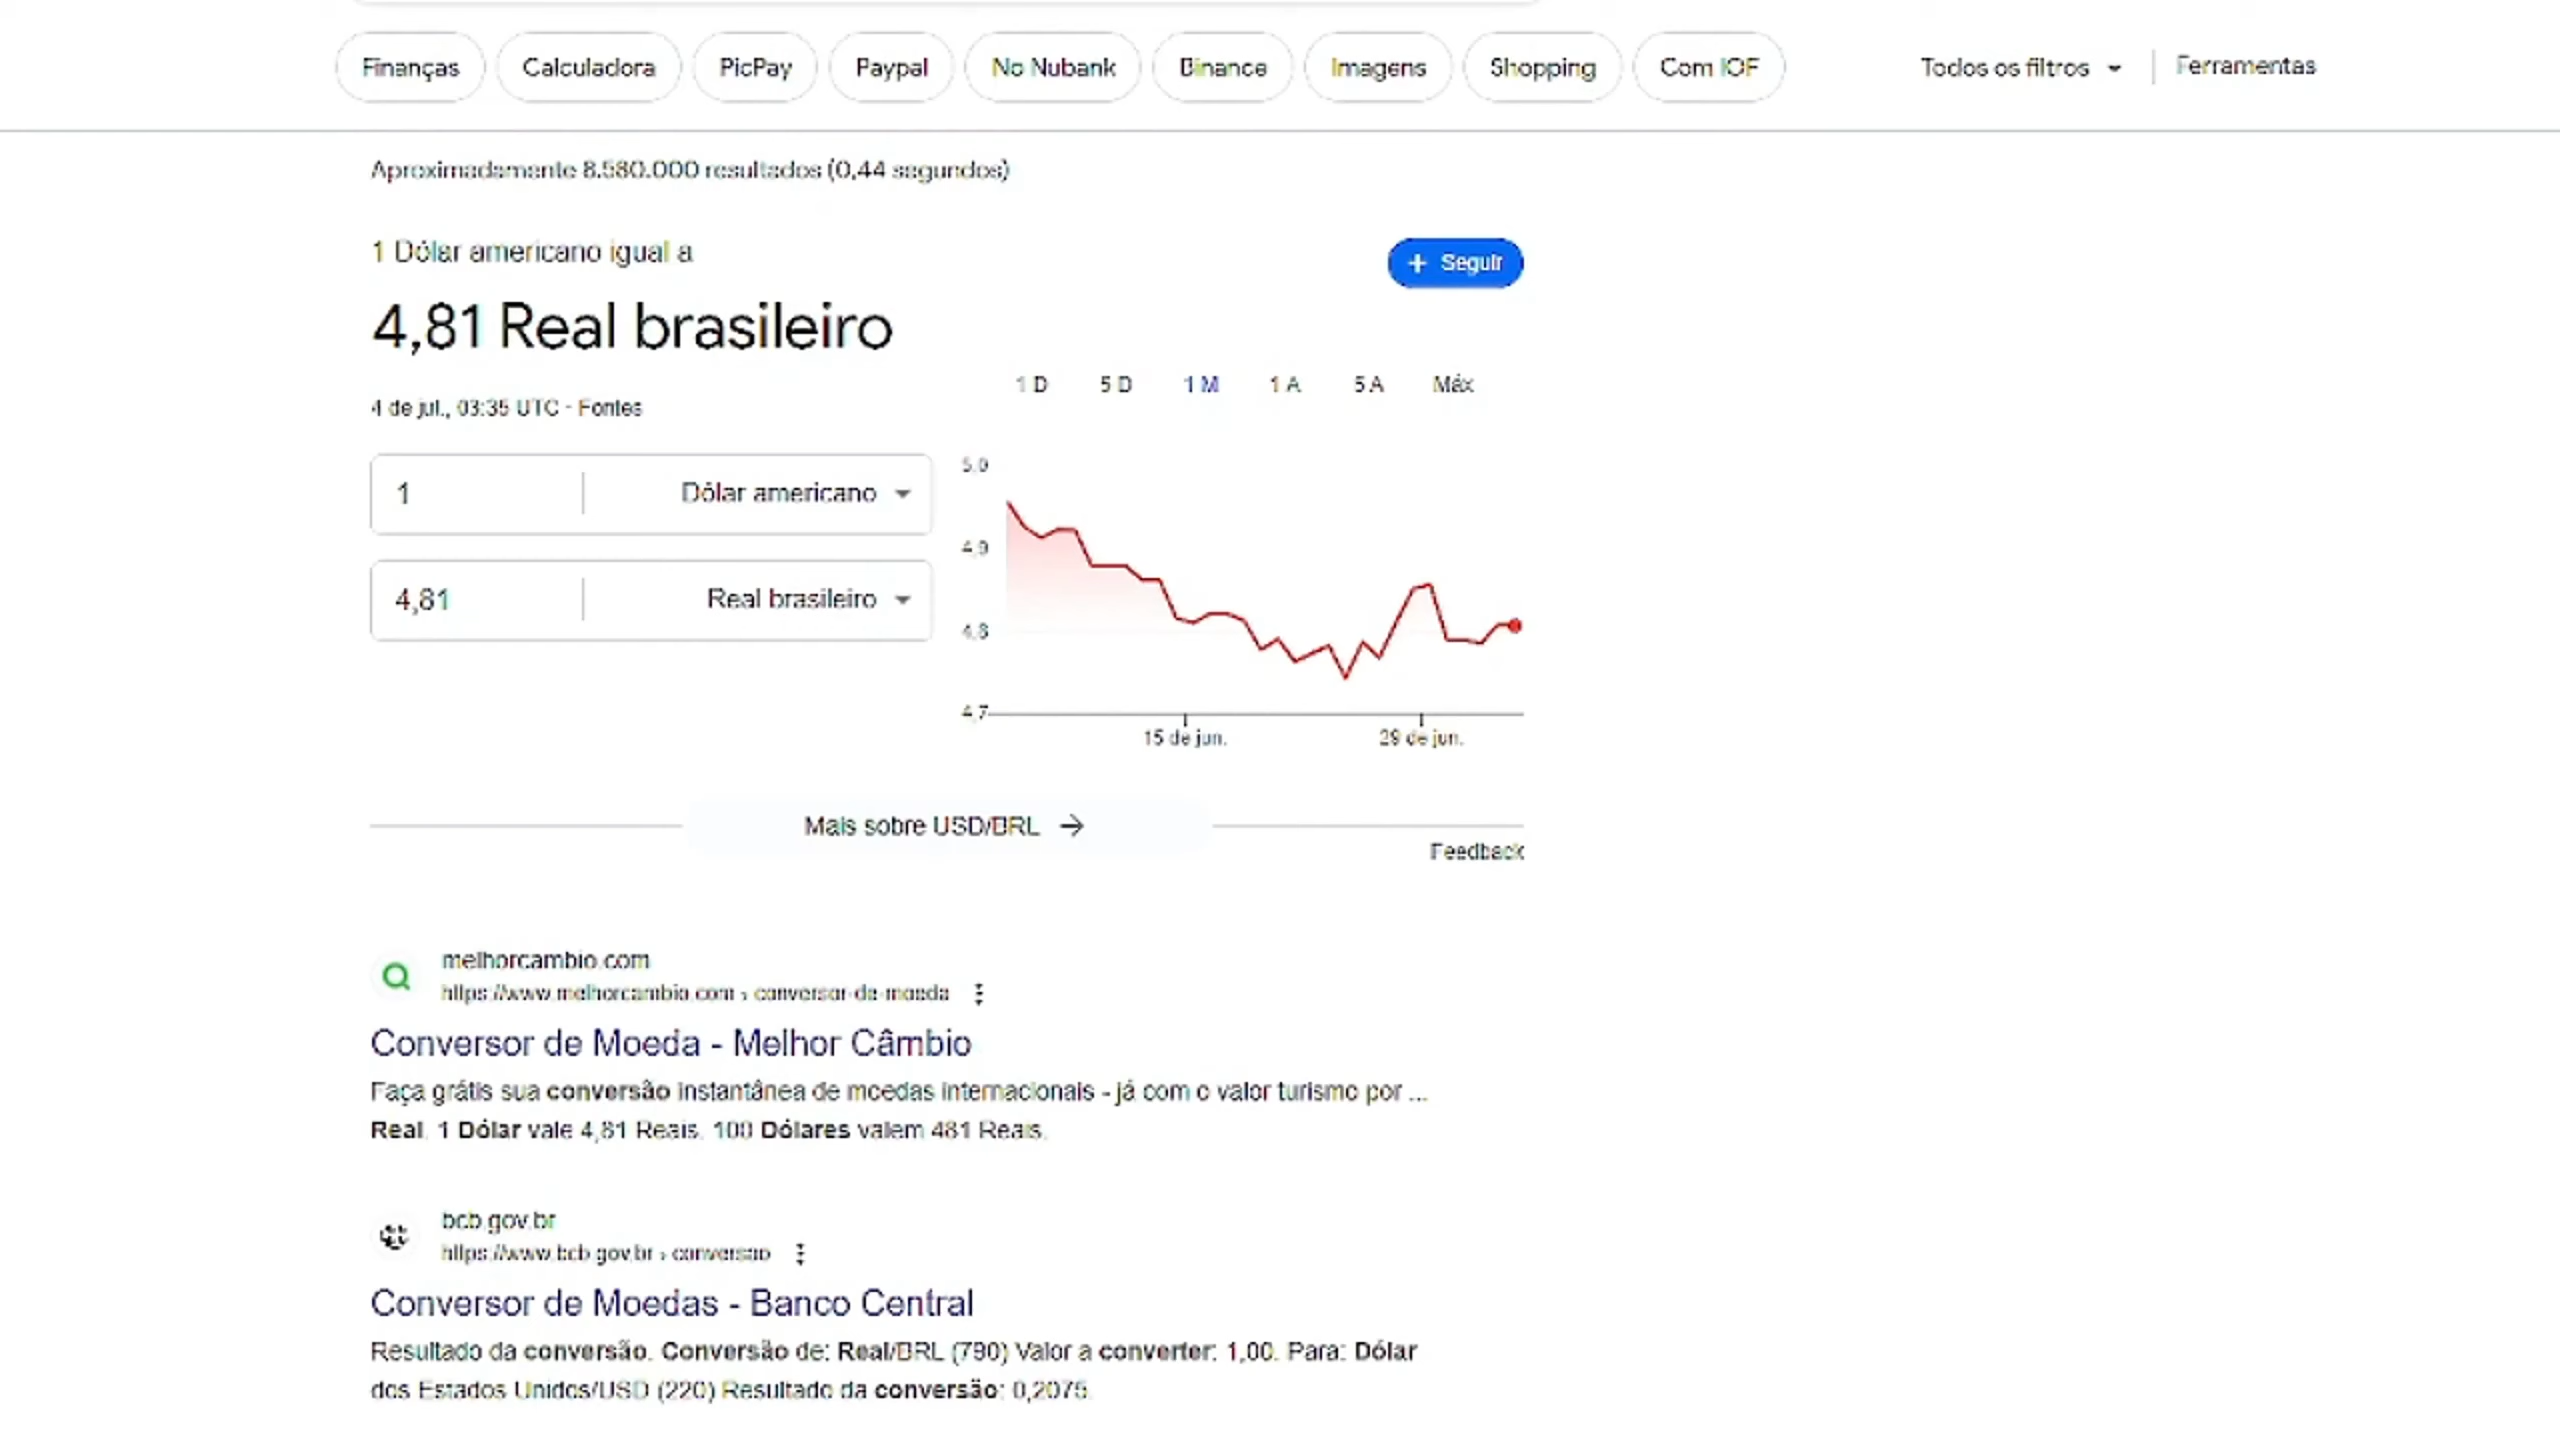 Finanças
Calculadora
PicPay
Paypal
No Nubank
Binance
Imagens
Shopping
Com IOF
Todos os filtros
Ferramentas
Aproximadamente 8.580.000 resultados (0,44 segundos)
1 Dólar americano igual a
+ Seguir
4,81 Real brasileiro
4 de jul., 03:35 UTC - Fontes
1 D
5 D
1 M
1 A
5 A
Máx
1
Dólar americano
4,81
Real brasileiro
5,0
4,9
4,8
4,7
15 de jun.
29 de jun.
Mais sobre USD/BRL →
Feedback
melhorcambio.com
https://www.melhorcambio.com › conversor-de-moeda
Conversor de Moeda - Melhor Câmbio
Faça grátis sua conversão instantânea de moedas internacionais - já com o valor turismo por ...
Real. 1 Dólar vale 4,81 Reais. 100 Dólares valem 481 Reais.
bcb.gov.br
https://www.bcb.gov.br › conversao
Conversor de Moedas - Banco Central
Resultado da conversão. Conversão de: Real/BRL (790) Valor a converter: 1,00. Para: Dólar
dos Estados Unidos/USD (220) Resultado da conversão: 0,2075.